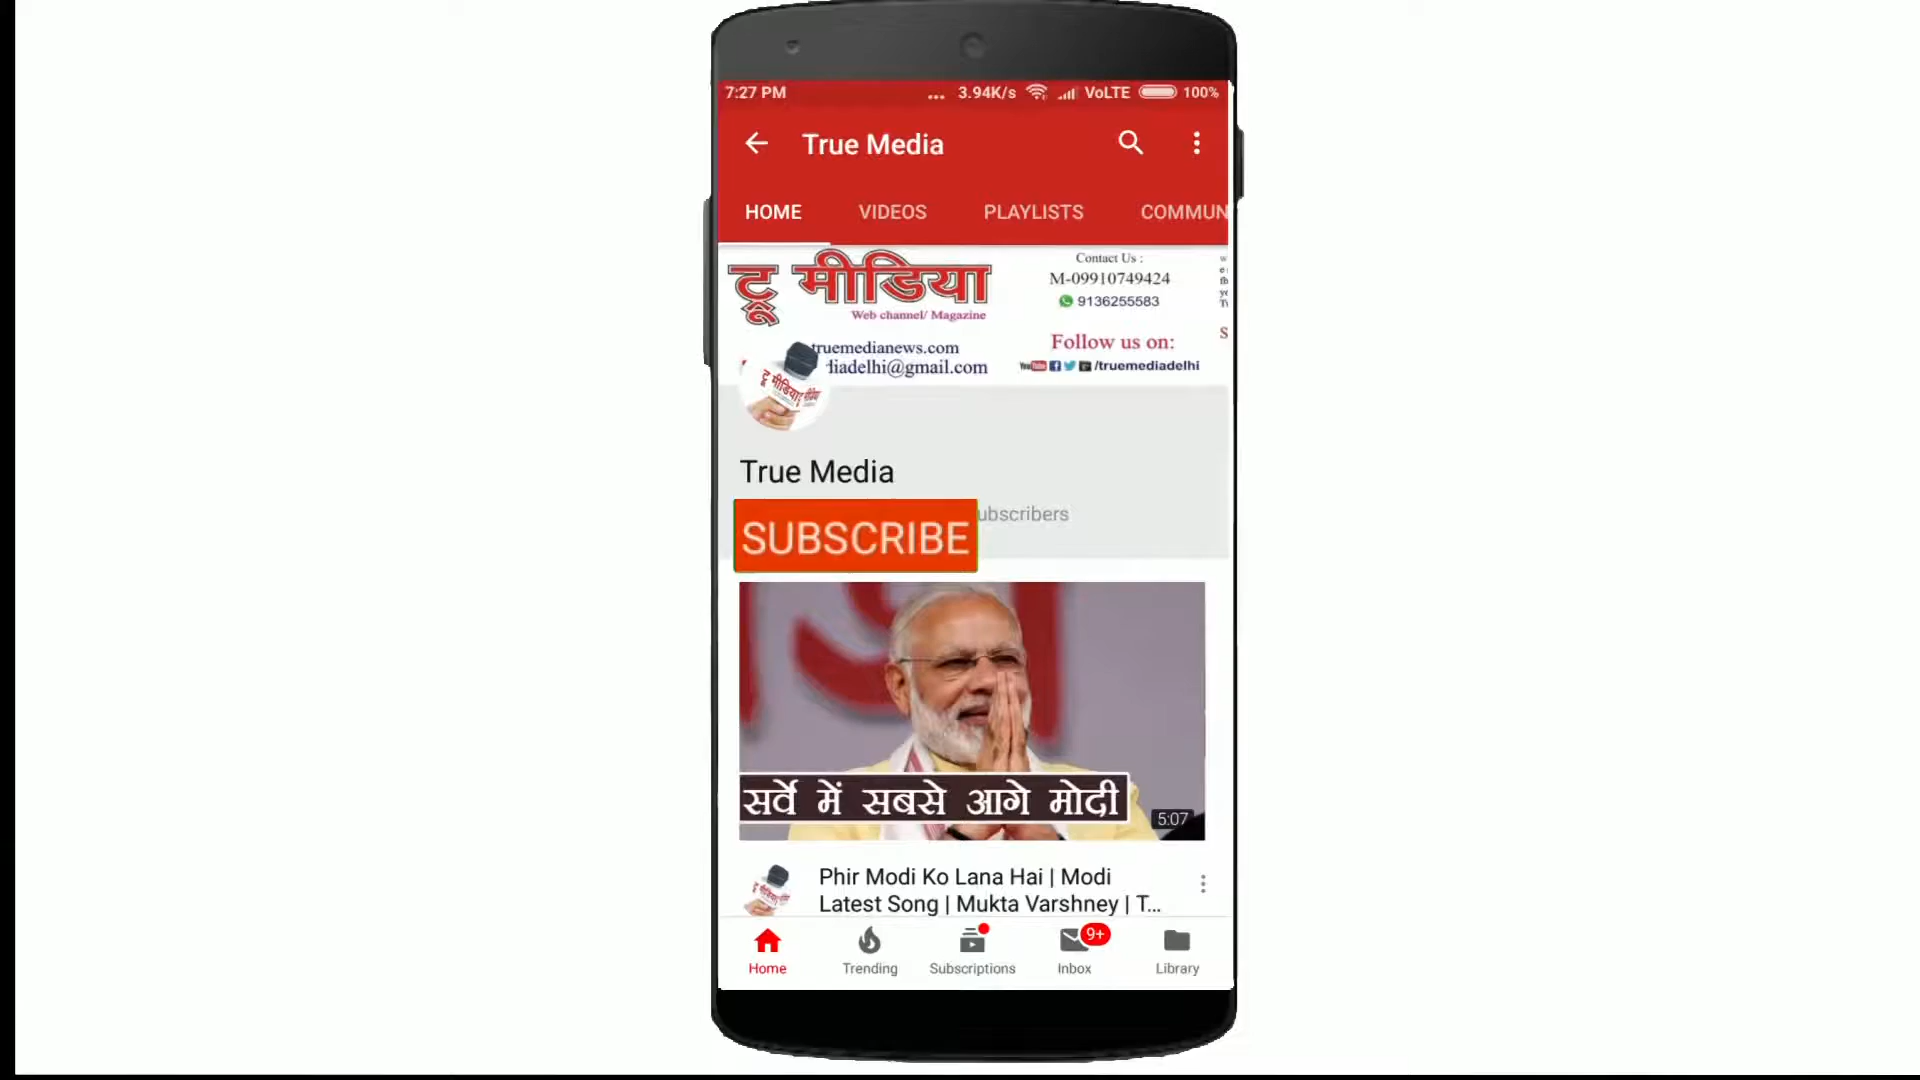 7:27 PM ... 3.94K/s VoLTE 100%
True Media
HOME VIDEOS PLAYLISTS COMMUN
टू मीडिया
Web channel/ Magazine
truemedianews.com
diadelhi@gmail.com
Contact Us :
M-09910749424
9136255583
Follow us on:
You Tube /truemediadelhi
True Media
SUBSCRIBE ubscribers
सर्वे में सबसे आगे मोदी
5:07
Phir Modi Ko Lana Hai | Modi
Latest Song | Mukta Varshney | T...
9+
Home Trending Subscriptions Inbox Library